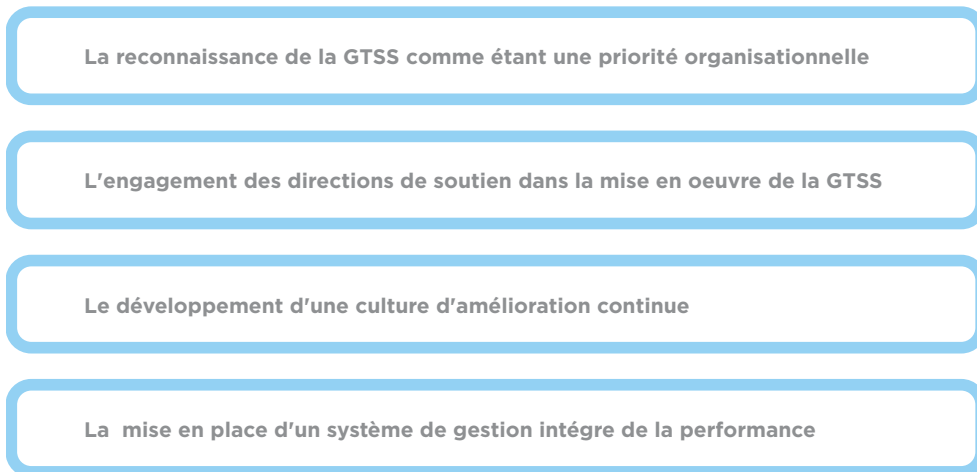 La reconnaissance de la GTSS comme étant une priorité organisationnelle
L'engagement des directions de soutien dans la mise en oeuvre de la GTSS
Le développement d'une culture d'amélioration continue
La  mise en place d'un système de gestion intégre de la performance